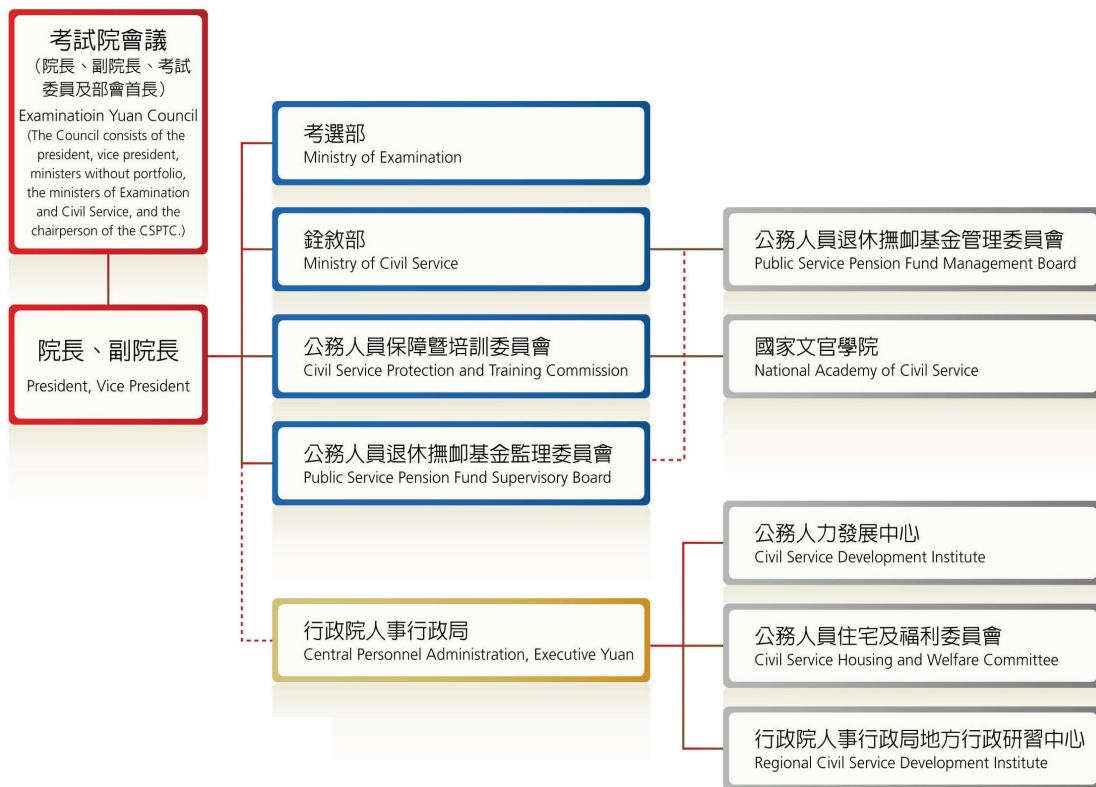 考試院會議
（院長、副院長、考試
委員及部會首長）
Examinatioin Yuan Council
(The Council consists of the
president, vice president,
ministers without portfolio,
the ministers of Examination
and Civil Service, and the
chairperson of the CSPTC.)
院長、副院長
President, Vice President
考選部
Ministry of Examination
銓敘部
Ministry of Civil Service
公務人員保障暨培訓委員會
Civil Service Protection and Training Commission
公務人員退休撫卹基金監理委員會
Public Service Pension Fund Supervisory Board
行政院人事行政局
Central Personnel Administration, Executive Yuan
公務人員退休撫卹基金管理委員會
Public Service Pension Fund Management Board
國家文官學院
National Academy of Civil Service
公務人力發展中心
Civil Service Development Institute
公務人員住宅及福利委員會
Civil Service Housing and Welfare Committee
行政院人事行政局地方行政研習中心
Regional Civil Service Development Institute